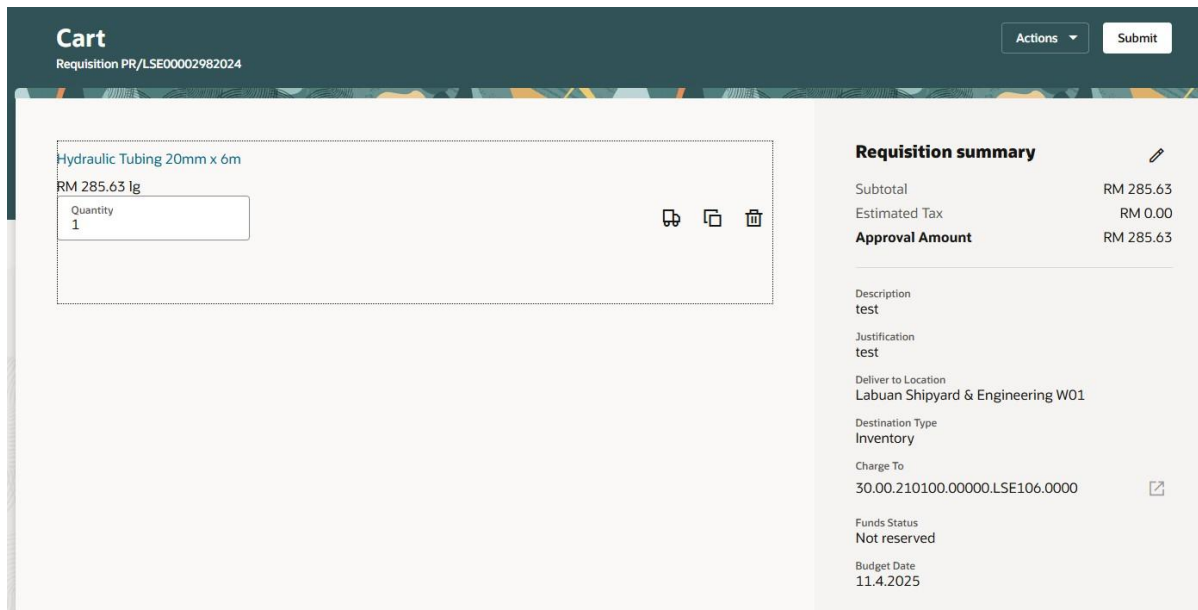 Cart
Requisition PR/LSE00002982024
Actions
Submit
Hydraulic Tubing 20mm x 6m
RM 285.63 lg
Quantity
1
Requisition summary
Subtotal RM 285.63
Estimated Tax RM 0.00
Approval Amount RM 285.63
Description
test
Justification
test
Deliver to Location
Labuan Shipyard & Engineering W01
Destination Type
Inventory
Charge To
30.00.210100.00000.LSE106.0000
Funds Status
Not reserved
Budget Date
11.4.2025